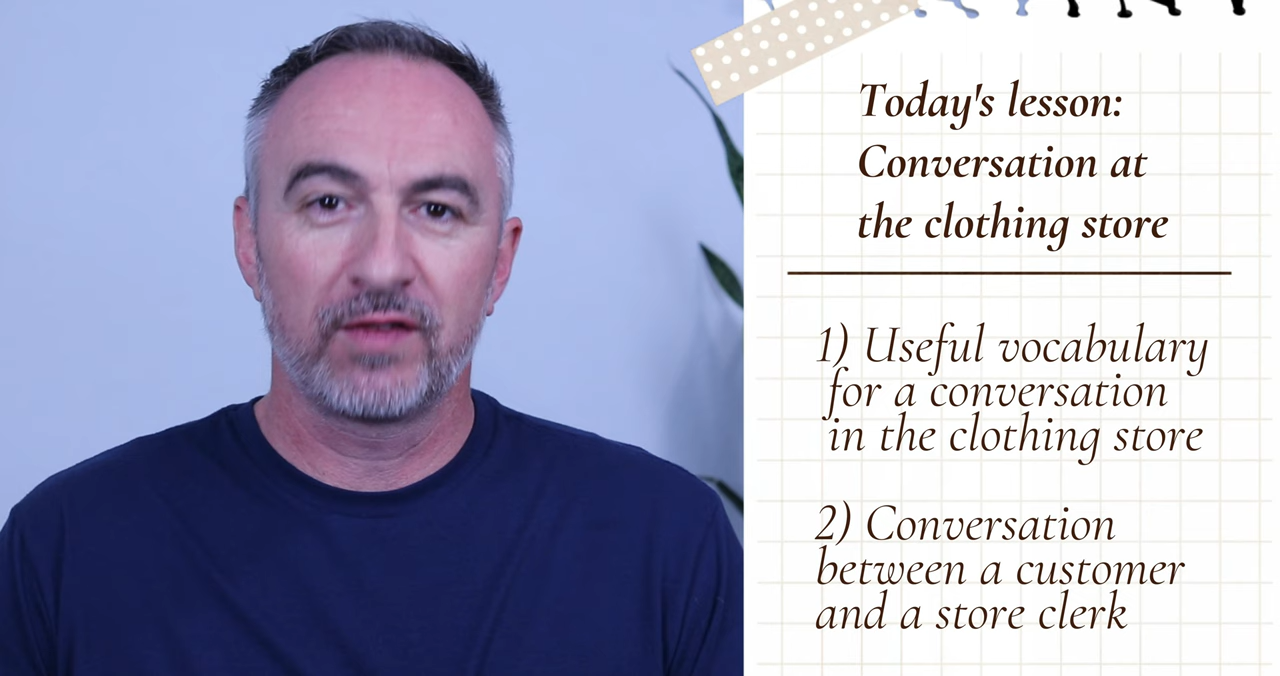 Today's lesson:
Conversation at
the clothing store
1) Useful vocabulary
for a conversation
in the clothing store
2) Conversation
between a customer
and a store clerk